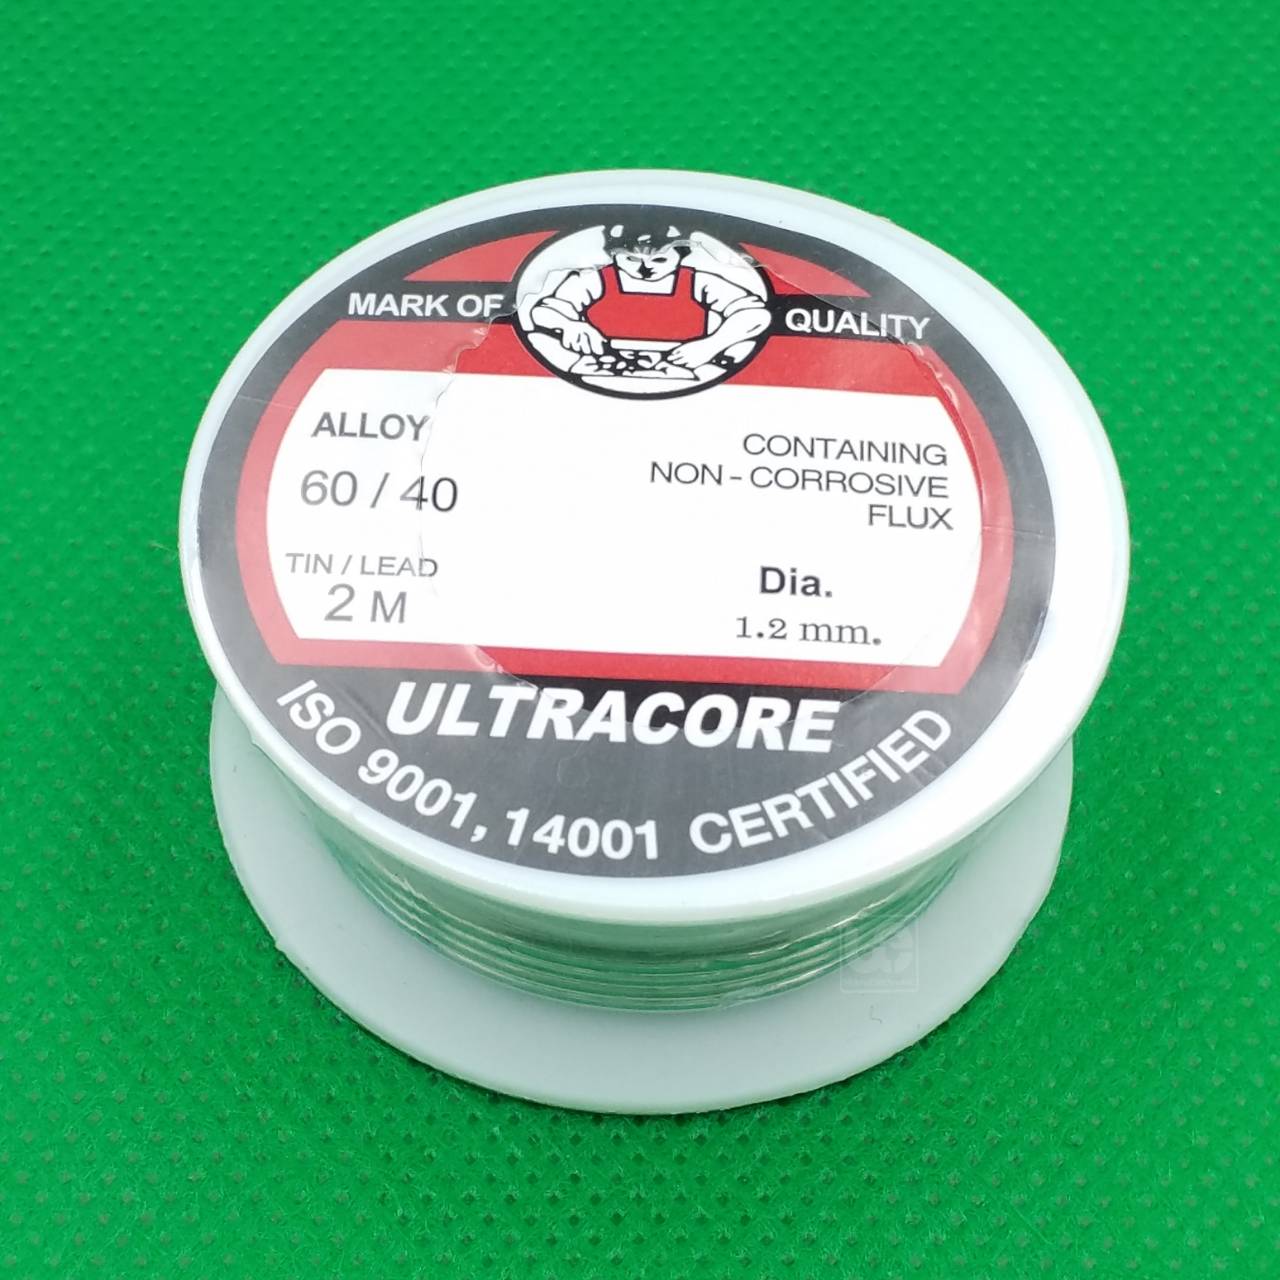 MARK OF QUALITY
ALLOY
60 / 40
TIN / LEAD
2 M
CONTAINING
NON - CORROSIVE
FLUX
Dia.
1.2 mm.
ULTRACORE
ISO 9001, 14001 CERTIFIED